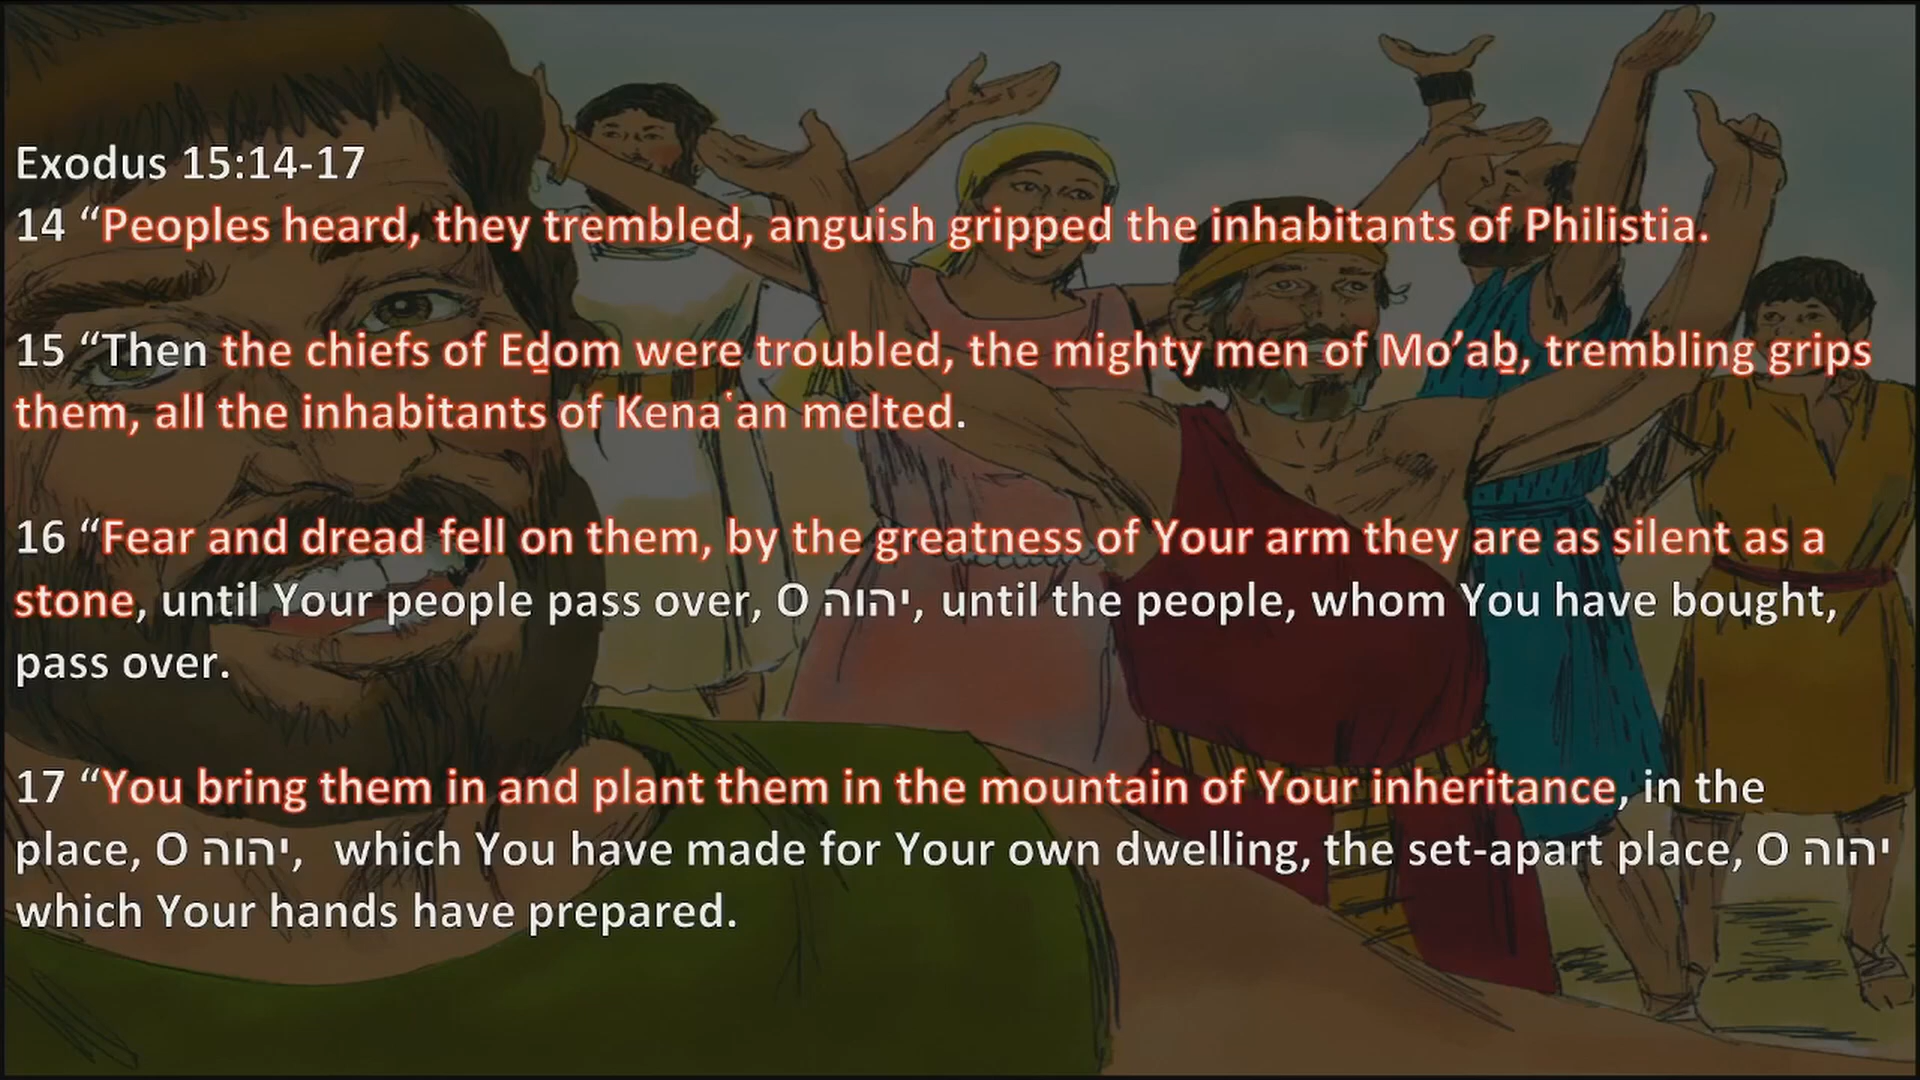 Exodus 15:14-17
14 “Peoples heard, they trembled, anguish gripped the inhabitants of Philistia.
15 “Then the chiefs of Eḏom were troubled, the mighty men of Mo’aḇ, trembling grips
them, all the inhabitants of Kenaʽan melted.
16 “Fear and dread fell on them, by the greatness of Your arm they are as silent as a
stone, until Your people pass over, O יהוה, until the people, whom You have bought,
pass over.
17 “You bring them in and plant them in the mountain of Your inheritance, in the
place, O יהוה, which You have made for Your own dwelling, the set-apart place, O יהוה
which Your hands have prepared.